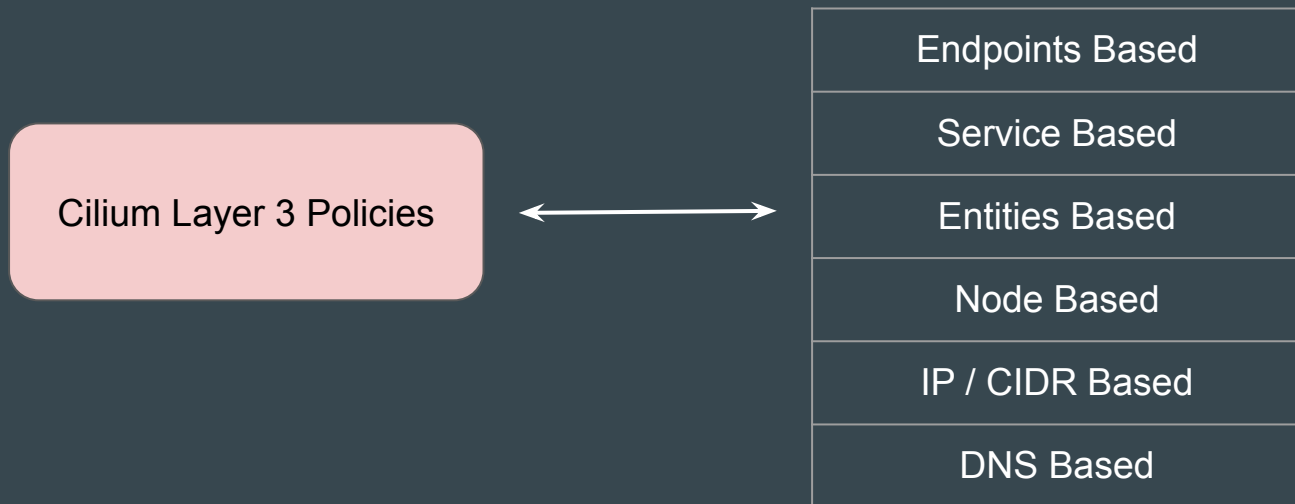 Cilium Layer 3 Policies
Endpoints Based
Service Based
Entities Based
Node Based
IP / CIDR Based
DNS Based